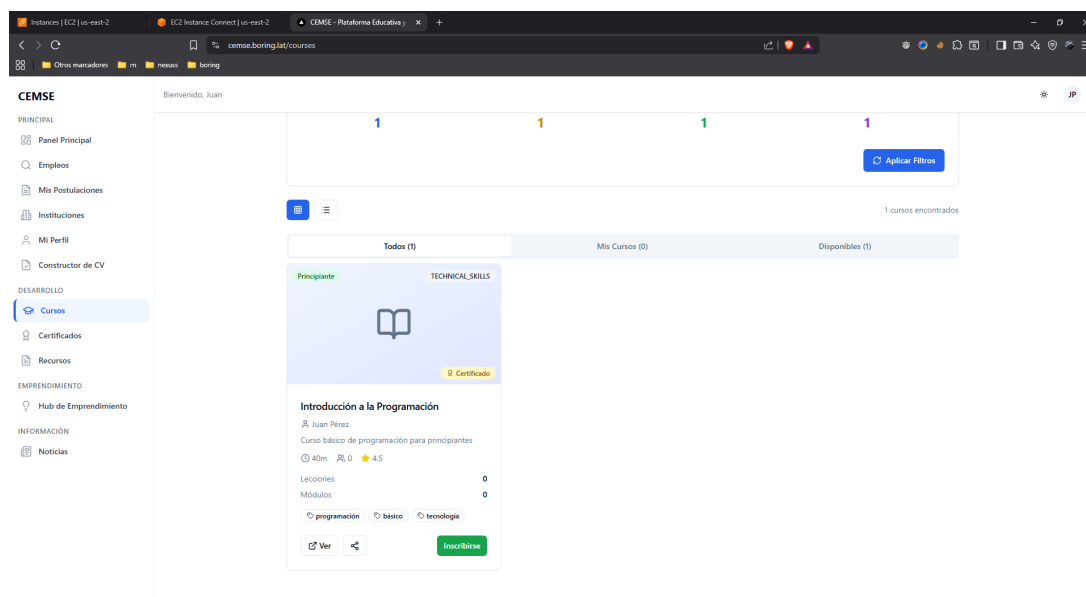 Instances | EC2 | us-east-2
EC2 Instance Connect | us-east-2
CEMSE - Plataforma Educativa y
cemse.boring.lat/courses
Otros marcadores
m
nexuss
boring
CEMSE
Bienvenido, Juan
JP
PRINCIPAL
Panel Principal
Empleos
Mis Postulaciones
Instituciones
Mi Perfil
Constructor de CV
DESARROLLO
Cursos
Certificados
Recursos
EMPRENDIMIENTO
Hub de Emprendimiento
INFORMACIÓN
Noticias
1 1 1 1
Aplicar Filtros
1 cursos encontrados
Todos (1) Mis Cursos (0) Disponibles (1)
Principiante TECHNICAL_SKILLS
Certificado
Introducción a la Programación
Juan Pérez
Curso básico de programación para principiantes
40m 0 4.5
Lecciones 0
Módulos 0
programación básico tecnología
Ver Inscribirse